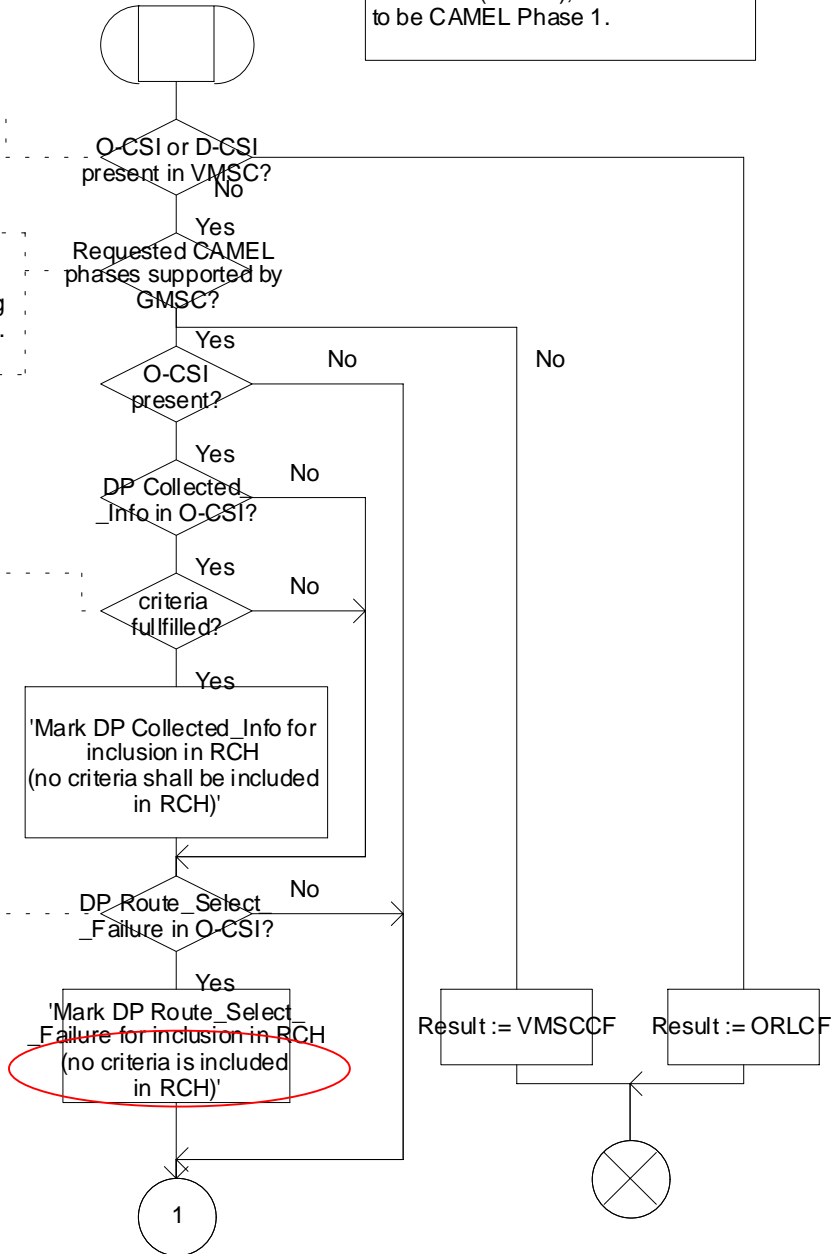 to be CAMEL Phase 1.
O-CSI or D-CSI
present in VMSC?
No
Yes
Requested CAMEL
phases supported by
GMSC?
Yes
No
No
O-CSI
present?
Yes
No
DP Collected_
_Info in O-CSI?
Yes
No
criteria
fullfilled?
Yes
'Mark DP Collected_Info for
inclusion in RCH
(no criteria shall be included
in RCH)'
No
DP Route_Select_
_Failure in O-CSI?
Yes
'Mark DP Route_Select_
_Failure for inclusion in RCH
(no criteria is included
in RCH)'
Result := VMSCCF
Result := ORLCF
1